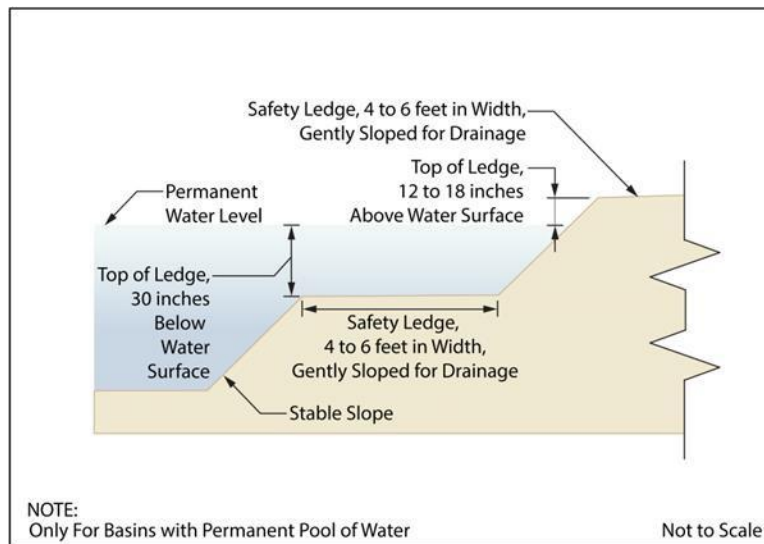 Safety Ledge, 4 to 6 feet in Width,
Gently Sloped for Drainage
Top of Ledge,
12 to 18 inches
Above Water Surface
Permanent
Water Level
Top of Ledge,
30 inches
Below
Water
Surface
Safety Ledge,
4 to 6 feet in Width,
Gently Sloped for Drainage
Stable Slope
NOTE:
Only For Basins with Permanent Pool of Water
Not to Scale